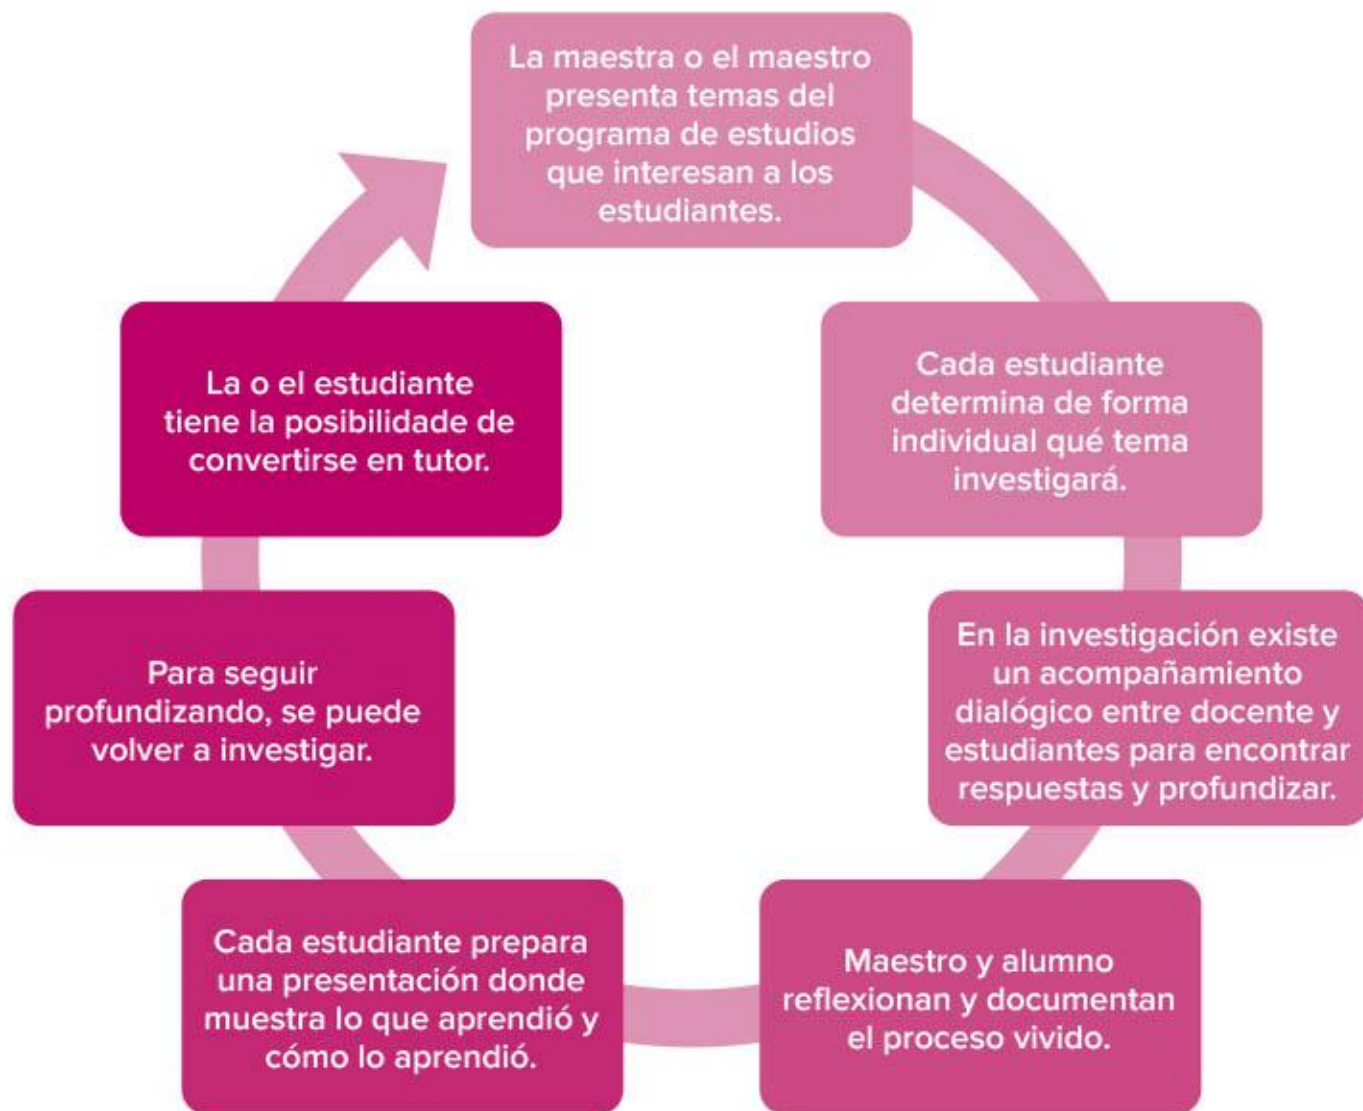 La maestra o el maestro
presenta temas del
programa de estudios
que interesan a los
estudiantes.
Cada estudiante
determina de forma
individual qué tema
investigará.
En la investigación existe
un acompañamiento
dialógico entre docente y
estudiantes para encontrar
respuestas y profundizar.
Maestro y alumno
reflexionan y documentan
el proceso vivido.
Cada estudiante prepara
una presentación donde
muestra lo que aprendió y
cómo lo aprendió.
Para seguir
profundizando, se puede
volver a investigar.
La o el estudiante
tiene la posibilidade de
convertirse en tutor.